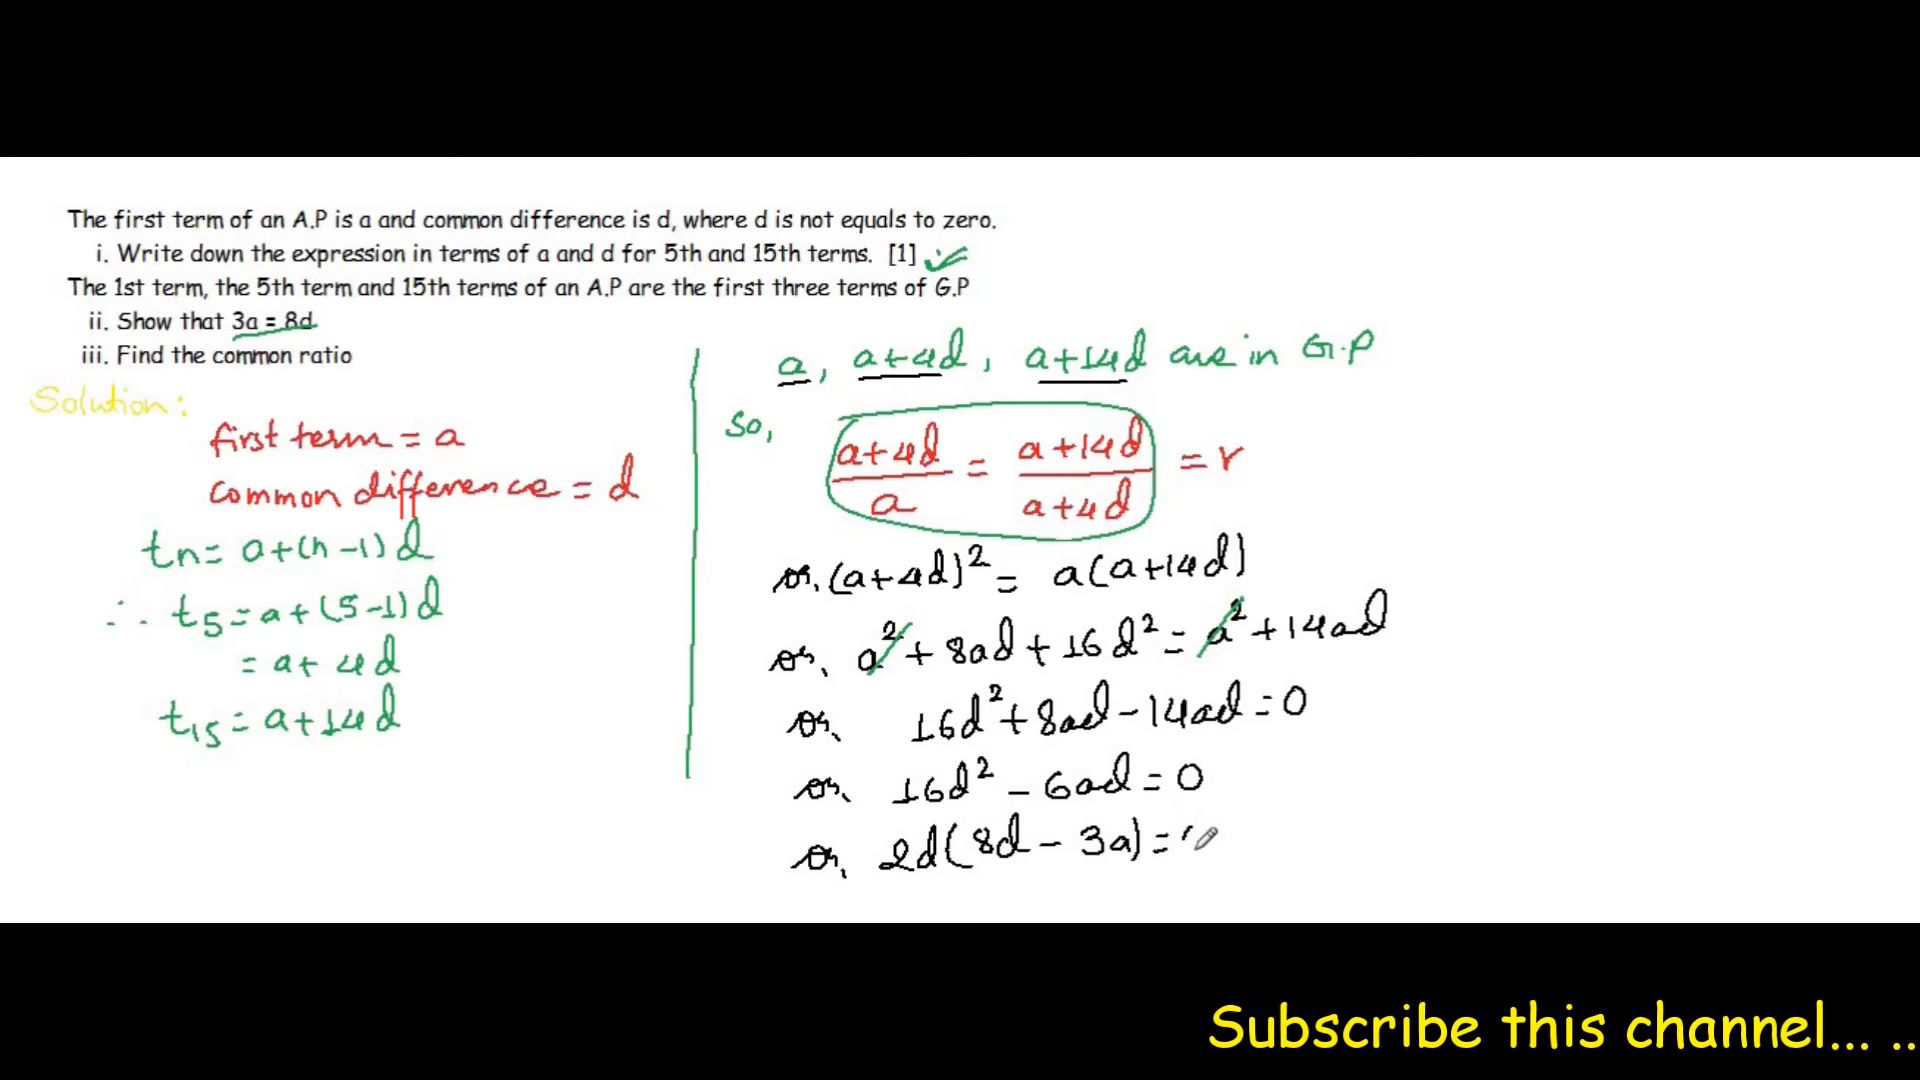 The first term of an A.P is a and common difference is d, where d is not equals to zero.
i. Write down the expression in terms of a and d for 5th and 15th terms. [1]
The 1st term, the 5th term and 15th terms of an A.P are the first three terms of G.P
ii. Show that 3a = 8d
iii. Find the common ratio
Solution:
first term = a
common difference = d
tn = a+(n-1)d
∴ t5 = a+(5-1)d
= a+4d
t15 = a+14d
a, a+4d, a+14d are in G.P
So,
(a+4d)/a = (a+14d)/(a+4d) = r
or, (a+4d)² = a(a+14d)
or, a² + 8ad + 16d² = a² + 14ad
or, 16d² + 8ad - 14ad = 0
or, 16d² - 6ad = 0
or, 2d(8d - 3a) =
Subscribe this channel... ..